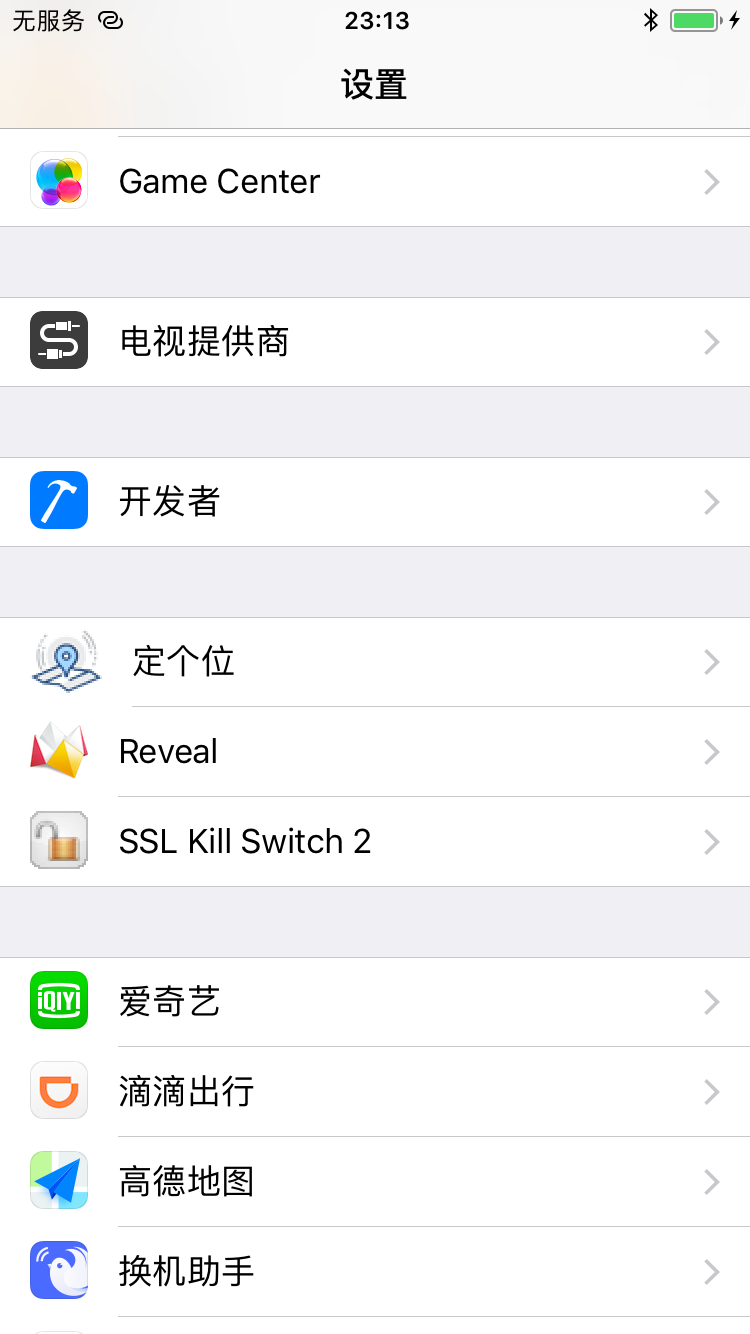 无服务
23:13
设置
Game Center
电视提供商
开发者
定个位
Reveal
SSL Kill Switch 2
iQIYI
爱奇艺
滴滴出行
高德地图
换机助手